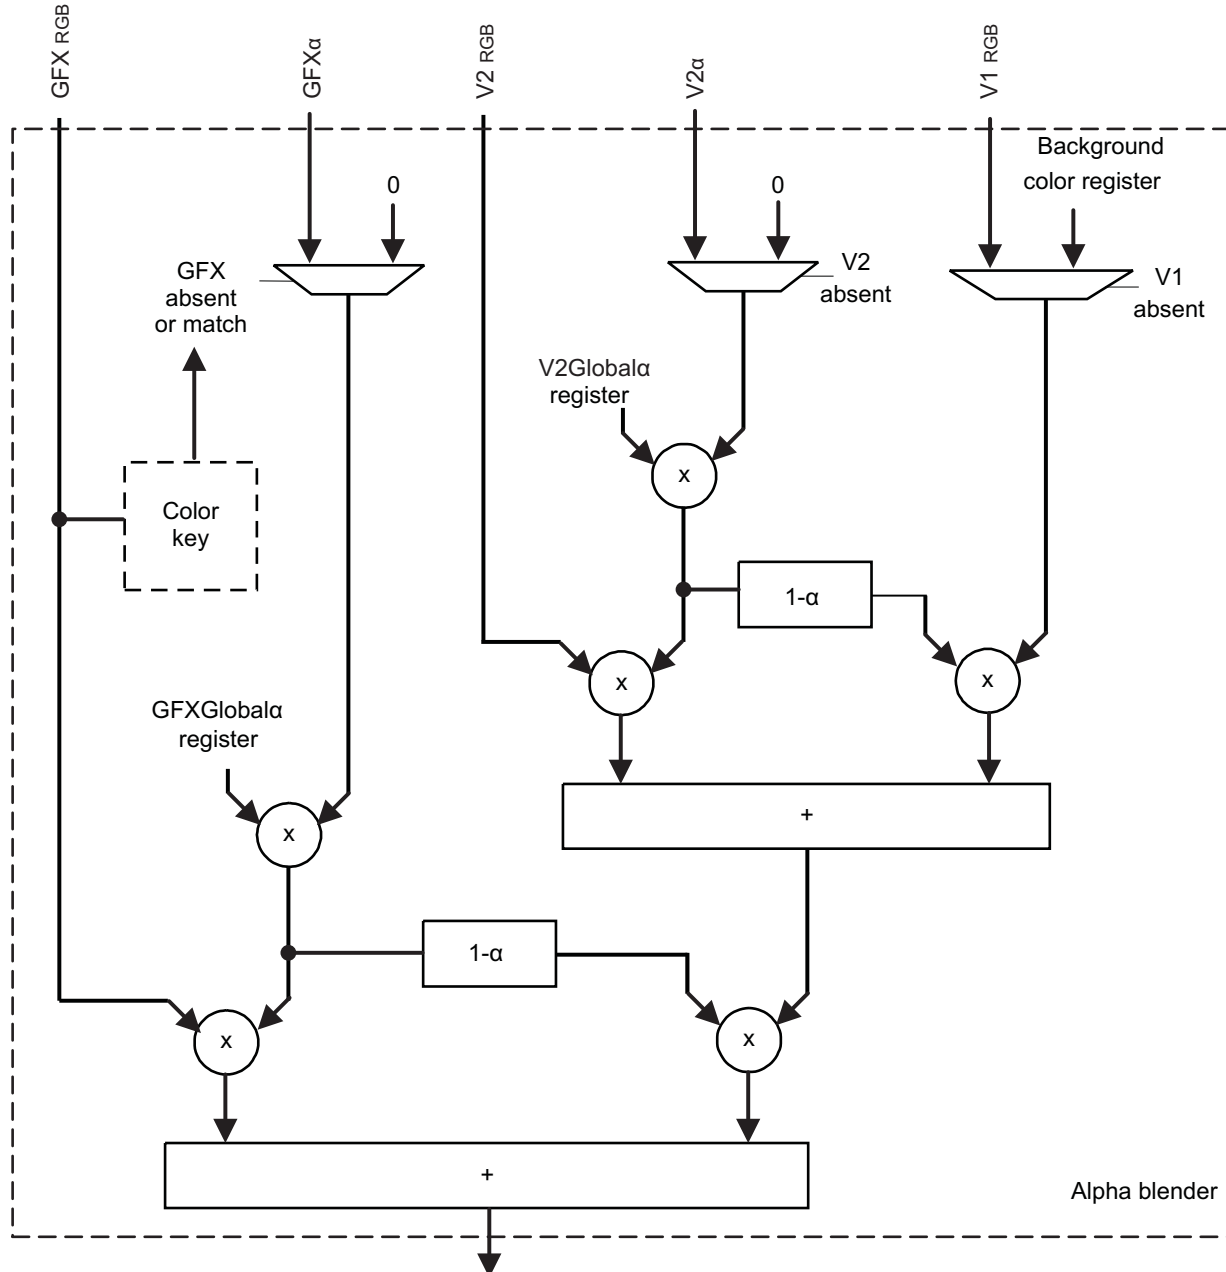 GFX RGB
GFXα
V2 RGB
V2α
V1 RGB
Background
color register
0
0
GFX
absent
or match
V2
absent
V1
absent
V2Globalα
register
x
Color
key
1-α
x
x
GFXGlobalα
register
+
x
1-α
x
x
+
Alpha blender